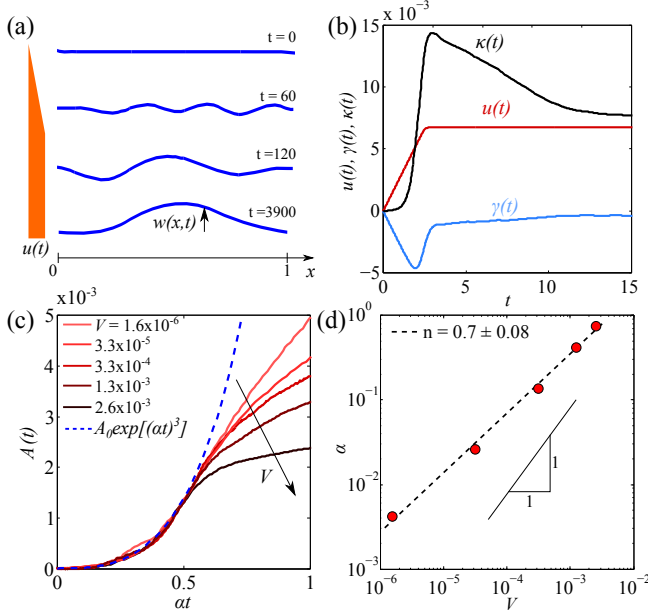 (a)
t = 0
t = 60
t = 120
t =3900
w(x,t)
u(t)
0
1
x
(b)
x10⁻³
15
10
5
0
−5
u(t), γ(t), κ(t)
κ(t)
u(t)
γ(t)
0
5
10
15
t
(c)
x10⁻³
5
4
3
2
1
0
A(t)
V = 1.6x10⁻⁶
3.3x10⁻⁵
3.3x10⁻⁴
1.3x10⁻³
2.6x10⁻³
A₀exp[(αt)³]
V
0
0.5
1
αt
(d)
10⁰
10⁻¹
10⁻²
10⁻³
α
n = 0.7 ± 0.08
1
1
10⁻⁶
10⁻⁵
10⁻⁴
10⁻³
10⁻²
V